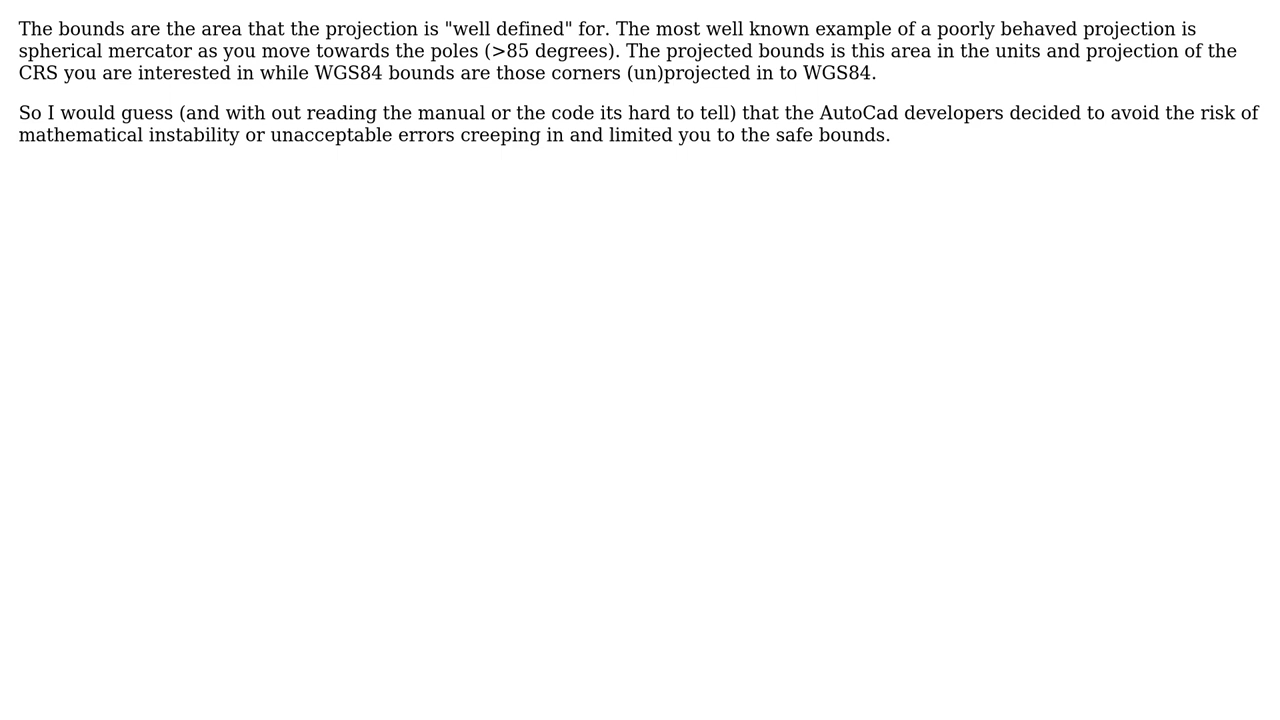 The bounds are the area that the projection is "well defined" for. The most well known example of a poorly behaved projection is
spherical mercator as you move towards the poles (>85 degrees). The projected bounds is this area in the units and projection of the
CRS you are interested in while WGS84 bounds are those corners (un)projected in to WGS84.
So I would guess (and with out reading the manual or the code its hard to tell) that the AutoCad developers decided to avoid the risk of
mathematical instability or unacceptable errors creeping in and limited you to the safe bounds.